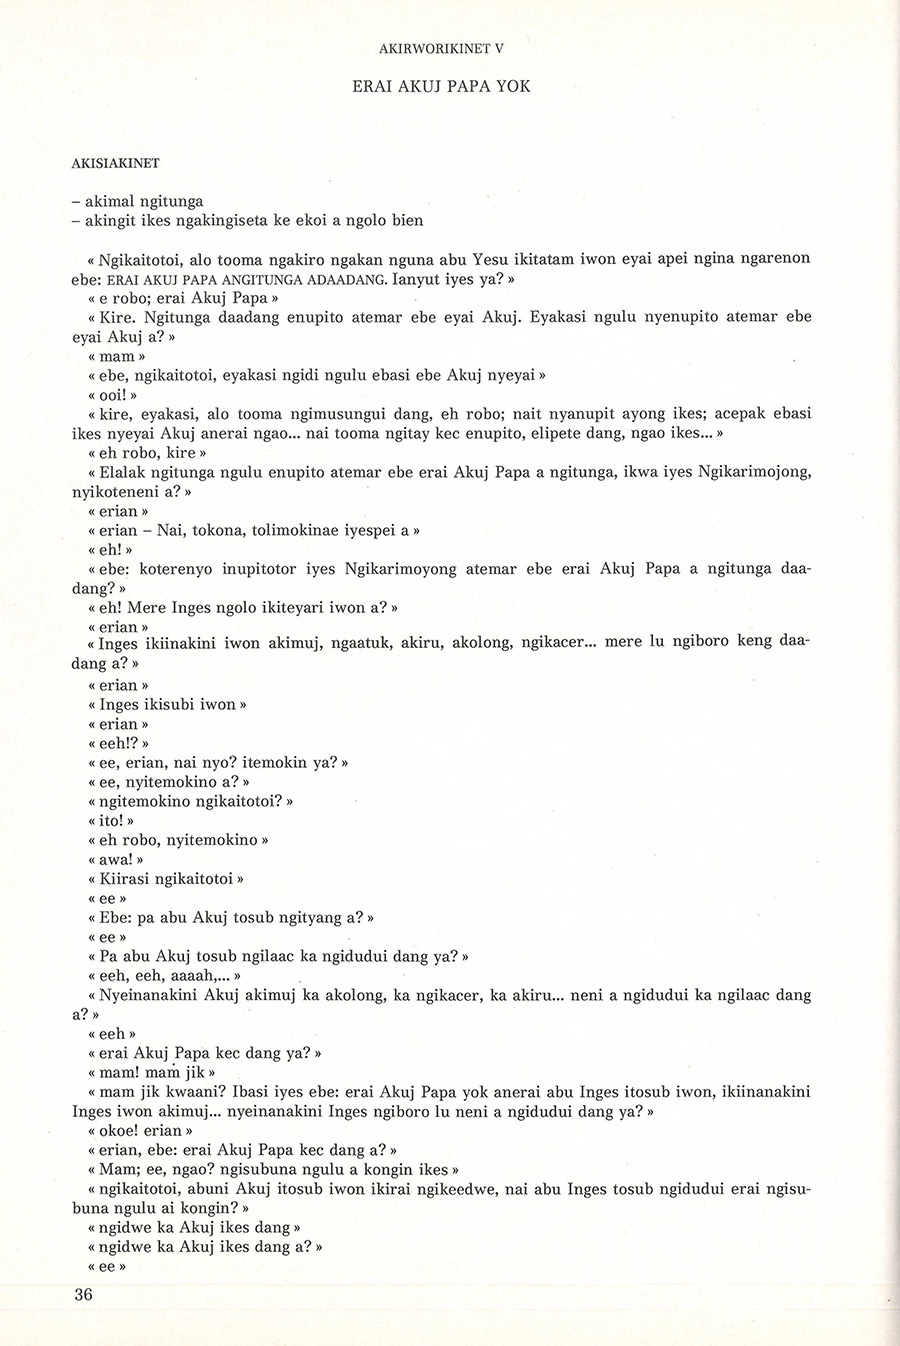 AKIRWORIKINET V
ERAI AKUJ PAPA YOK
AKISIAKINET
– akimal ngitunga
– akingit ikes ngakingiseta ke ekoi a ngolo bien
« Ngikaitotoi, alo tooma ngakiro ngakan nguna abu Yesu ikitatam iwon eyai apei ngina ngarenon
ebe: ERAI AKUJ PAPA ANGITUNGA ADAADANG. Ianyut iyes ya? »
« e robo; erai Akuj Papa »
« Kire. Ngitunga daadang enupito atemar ebe eyai Akuj. Eyakasi ngulu nyenupito atemar ebe
eyai Akuj a? »
« mam »
« ebe, ngikaitotoi, eyakasi ngidi ngulu ebasi ebe Akuj nyeyai »
« ooi! »
« kire, eyakasi, alo tooma ngimusungui dang, eh robo; nait nyanupit ayong ikes; acepak ebasi
ikes nyeyai Akuj anerai ngao... nai tooma ngitay kec enupito, elipete dang, ngao ikes... »
« eh robo, kire »
« Elalak ngitunga ngulu enupito atemar ebe erai Akuj Papa a ngitunga, ikwa iyes Ngikarimojong,
nyikoteneni a? »
« erian »
« erian – Nai, tokona, tolimokinae iyespei a »
« eh! »
« ebe: koterenyo inupitotor iyes Ngikarimoyong atemar ebe erai Akuj Papa a ngitunga daa-
dang? »
« eh! Mere Inges ngolo ikiteyari iwon a? »
« erian »
« Inges ikiinakini iwon akimuj, ngaatuk, akiru, akolong, ngikacer... mere lu ngiboro keng daa-
dang a? »
« erian »
« Inges ikisubi iwon »
« erian »
« eeh!? »
« ee, erian, nai nyo? itemokin ya? »
« ee, nyitemokino a? »
« ngitemokino ngikaitotoi? »
« ito! »
« eh robo, nyitemokino »
« awa! »
« Kiirasi ngikaitotoi »
« ee »
« Ebe: pa abu Akuj tosub ngityang a? »
« ee »
« Pa abu Akuj tosub ngilaac ka ngidudui dang ya? »
« eeh, eeh, aaaah,... »
« Nyeinanakini Akuj akimuj ka akolong, ka ngikacer, ka akiru... neni a ngidudui ka ngilaac dang
a? »
« eeh »
« erai Akuj Papa kec dang ya? »
« mam! mam jik »
« mam jik kwaani? Ibasi iyes ebe: erai Akuj Papa yok anerai abu Inges itosub iwon, ikiinanakini
Inges iwon akimuj... nyeinanakini Inges ngiboro lu neni a ngidudui dang ya? »
« okoe! erian »
« erian, ebe: erai Akuj Papa kec dang a? »
« Mam; ee, ngao? ngisubuna ngulu a kongin ikes »
« ngikaitotoi, abuni Akuj itosub iwon ikirai ngikeedwe, nai abu Inges tosub ngidudui erai ngisu-
buna ngulu ai kongin? »
« ngidwe ka Akuj ikes dang »
« ngidwe ka Akuj ikes dang a? »
« ee »
36